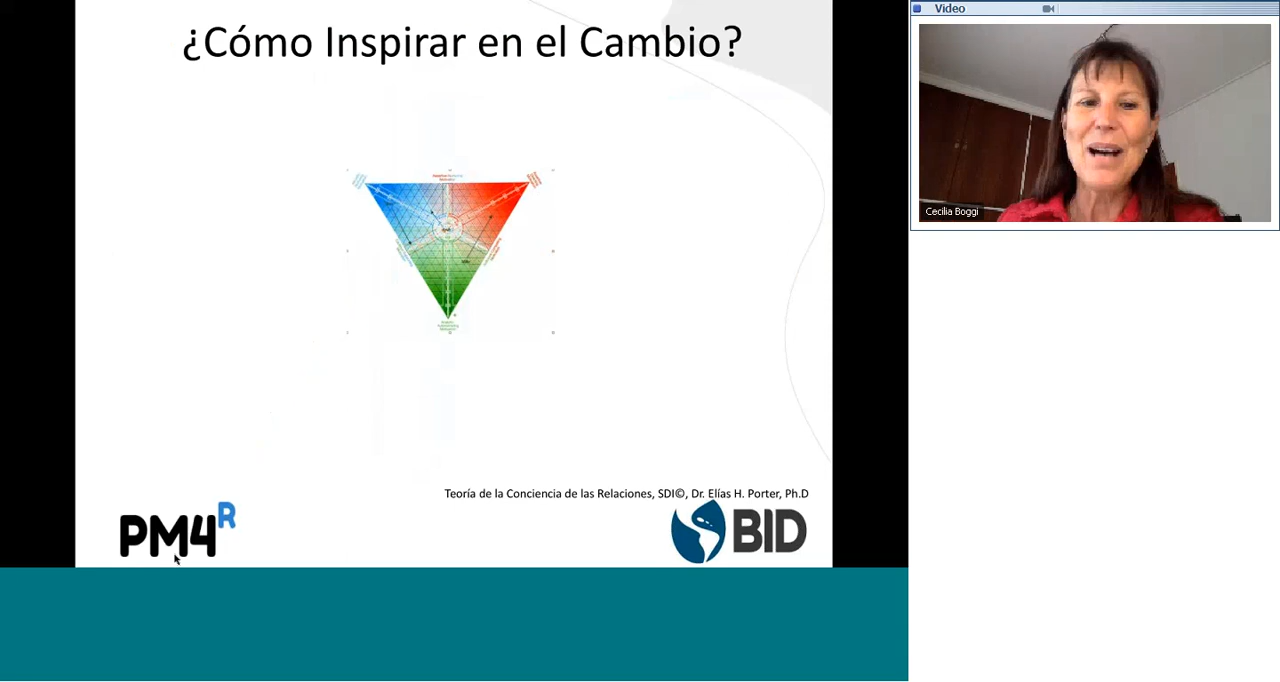 ¿Cómo Inspirar en el Cambio?
Teoría de la Conciencia de las Relaciones, SDI©, Dr. Elías H. Porter, Ph.D
PM4R
BID
Video
Cecilia Boggi